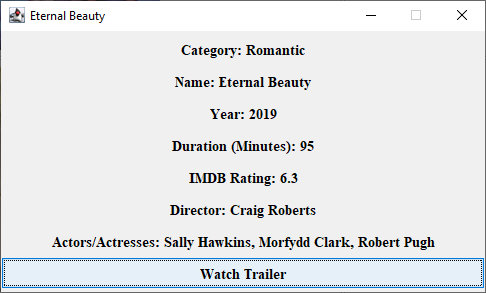 Eternal Beauty
Category: Romantic
Name: Eternal Beauty
Year: 2019
Duration (Minutes): 95
IMDB Rating: 6.3
Director: Craig Roberts
Actors/Actresses: Sally Hawkins, Morfydd Clark, Robert Pugh
Watch Trailer